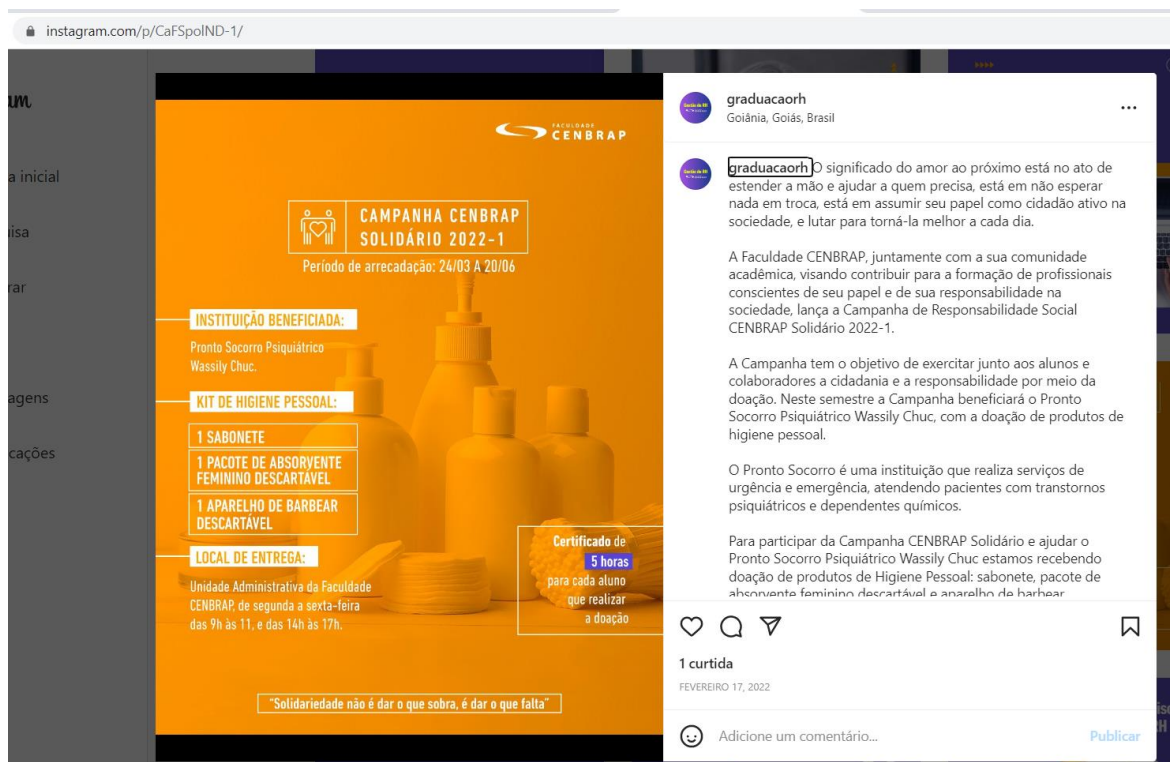 instagram.com/p/CaFSpolND-1/
am
a inicial
isa
rar
agens
cações
FACULDADE
CENBRAP
CAMPANHA CENBRAP
SOLIDÁRIO 2022-1
Período de arrecadação: 24/03 A 20/06
INSTITUIÇÃO BENEFICIADA:
Pronto Socorro Psiquiátrico
Wassily Chuc.
KIT DE HIGIENE PESSOAL:
1 SABONETE
1 PACOTE DE ABSORVENTE
FEMININO DESCARTÁVEL
1 APARELHO DE BARBEAR
DESCARTÁVEL
LOCAL DE ENTREGA:
Unidade Administrativa da Faculdade
CENBRAP, de segunda a sexta-feira
das 9h às 11, e das 14h às 17h.
Certificado de
5 horas
para cada aluno
que realizar
a doação
"Solidariedade não é dar o que sobra, é dar o que falta"
graduacaorh
Goiânia, Goiás, Brasil
graduacaorh O significado do amor ao próximo está no ato de
estender a mão e ajudar a quem precisa, está em não esperar
nada em troca, está em assumir seu papel como cidadão ativo na
sociedade, e lutar para torná-la melhor a cada dia.
A Faculdade CENBRAP, juntamente com a sua comunidade
acadêmica, visando contribuir para a formação de profissionais
conscientes de seu papel e de sua responsabilidade na
sociedade, lança a Campanha de Responsabilidade Social
CENBRAP Solidário 2022-1.
A Campanha tem o objetivo de exercitar junto aos alunos e
colaboradores a cidadania e a responsabilidade por meio da
doação. Neste semestre a Campanha beneficiará o Pronto
Socorro Psiquiátrico Wassily Chuc, com a doação de produtos de
higiene pessoal.
O Pronto Socorro é uma instituição que realiza serviços de
urgência e emergência, atendendo pacientes com transtornos
psiquiátricos e dependentes químicos.
Para participar da Campanha CENBRAP Solidário e ajudar o
Pronto Socorro Psiquiátrico Wassily Chuc estamos recebendo
doação de produtos de Higiene Pessoal: sabonete, pacote de
absorvente feminino descartável e aparelho de barbear
1 curtida
FEVEREIRO 17, 2022
Adicione um comentário...
Publicar